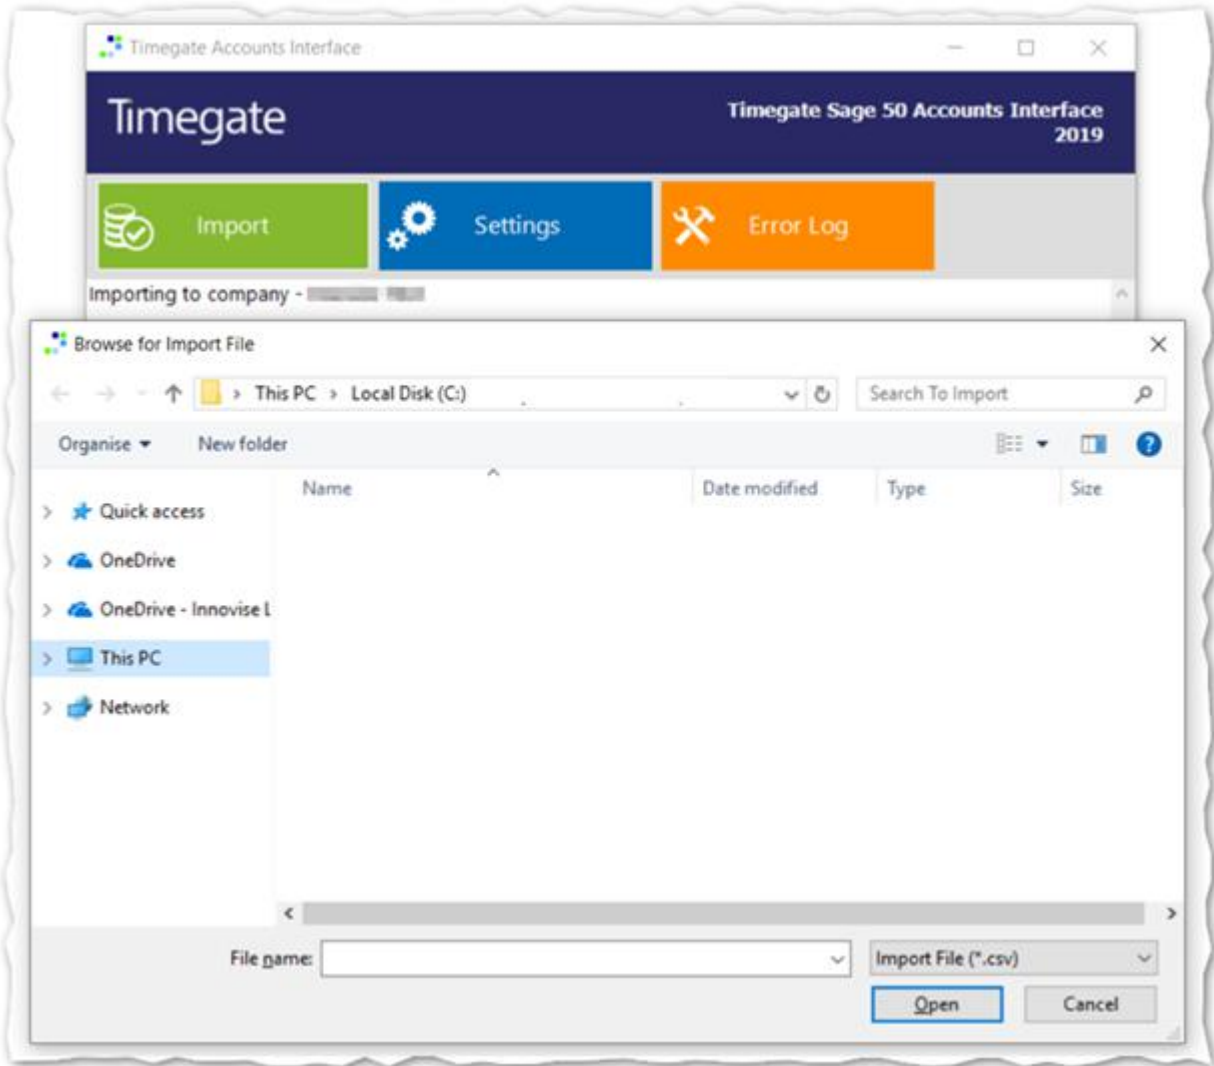 Timegate Accounts Interface
Timegate
Timegate Sage 50 Accounts Interface
2019
Import
Settings
Error Log
Importing to company -
Browse for Import File
This PC > Local Disk (C:)
Search To Import
Organise
New folder
Name
Date modified
Type
Size
Quick access
OneDrive
OneDrive - Innovise L
This PC
Network
File name:
Import File (*.csv)
Open
Cancel